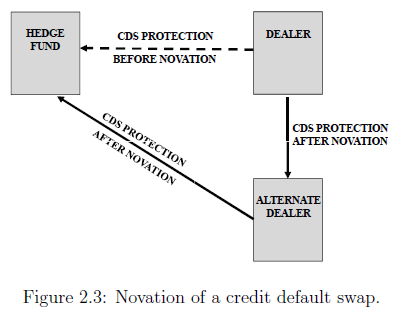 HEDGE
FUND
CDS PROTECTION
BEFORE NOVATION
DEALER
CDS PROTECTION
AFTER NOVATION
CDS PROTECTION
AFTER NOVATION
ALTERNATE
DEALER
Figure 2.3: Novation of a credit default swap.